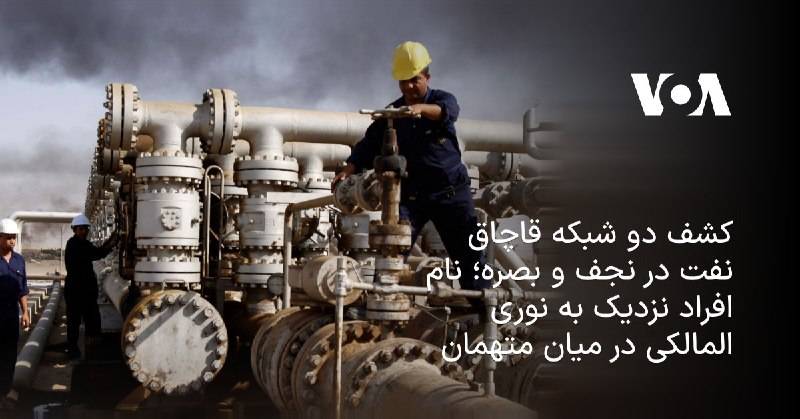 VOA
کشف دو شبکه قاچاق
نفت در نجف و بصره؛ نام
افراد نزدیک به نوری
المالکی در میان متهمان